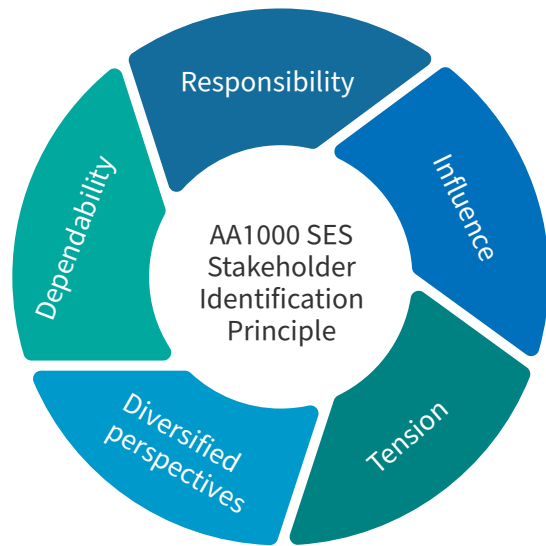 Responsibility
Influence
Tension
Diversified
perspectives
Dependability
AA1000 SES
Stakeholder
Identification
Principle